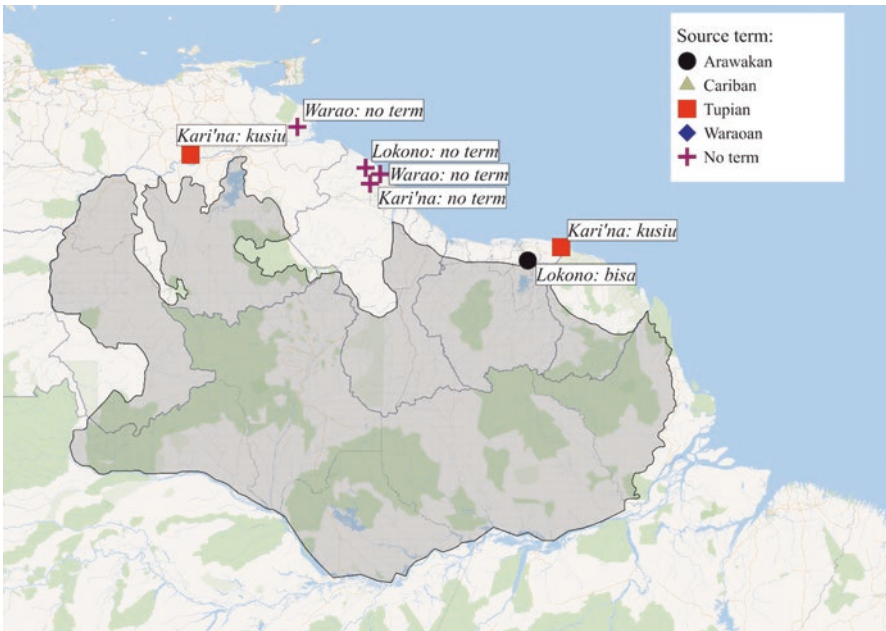 Source term:
Arawakan
Cariban
Tupian
Waraoan
No term
Warao: no term
Kari'na: kusiu
Lokono: no term
Warao: no term
Kari'na: no term
Kari'na: kusiu
Lokono: bisa